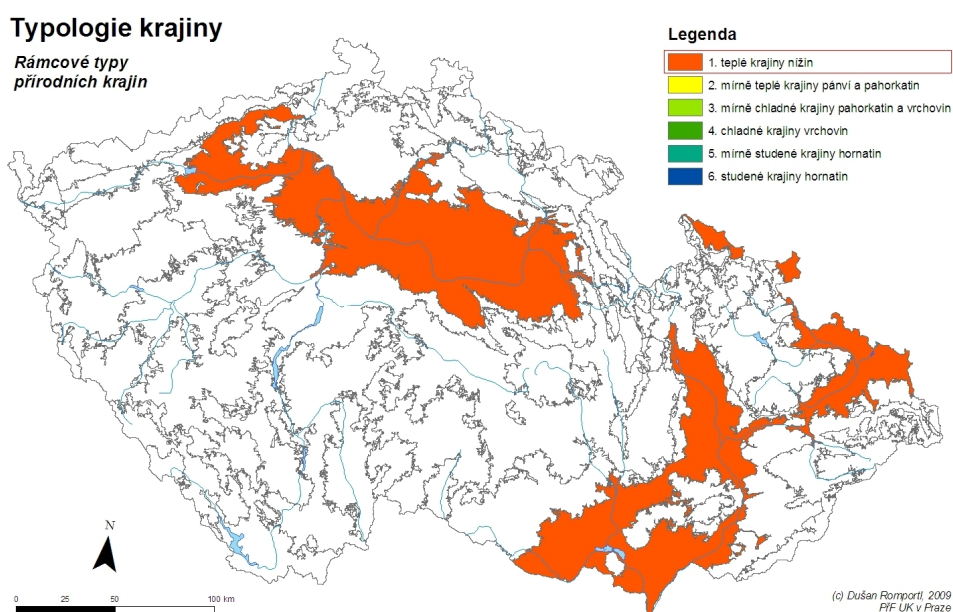 Typologie krajiny
Rámcové typy
přírodních krajin
Legenda
1. teplé krajiny nížin
2. mírně teplé krajiny pánví a pahorkatin
3. mírně chladné krajiny pahorkatin a vrchovin
4. chladné krajiny vrchovin
5. mírně studené krajiny hornatin
6. studené krajiny hornatin
N
0 25 50 100 km
(c) Dušan Romportl, 2009
PřF UK v Praze